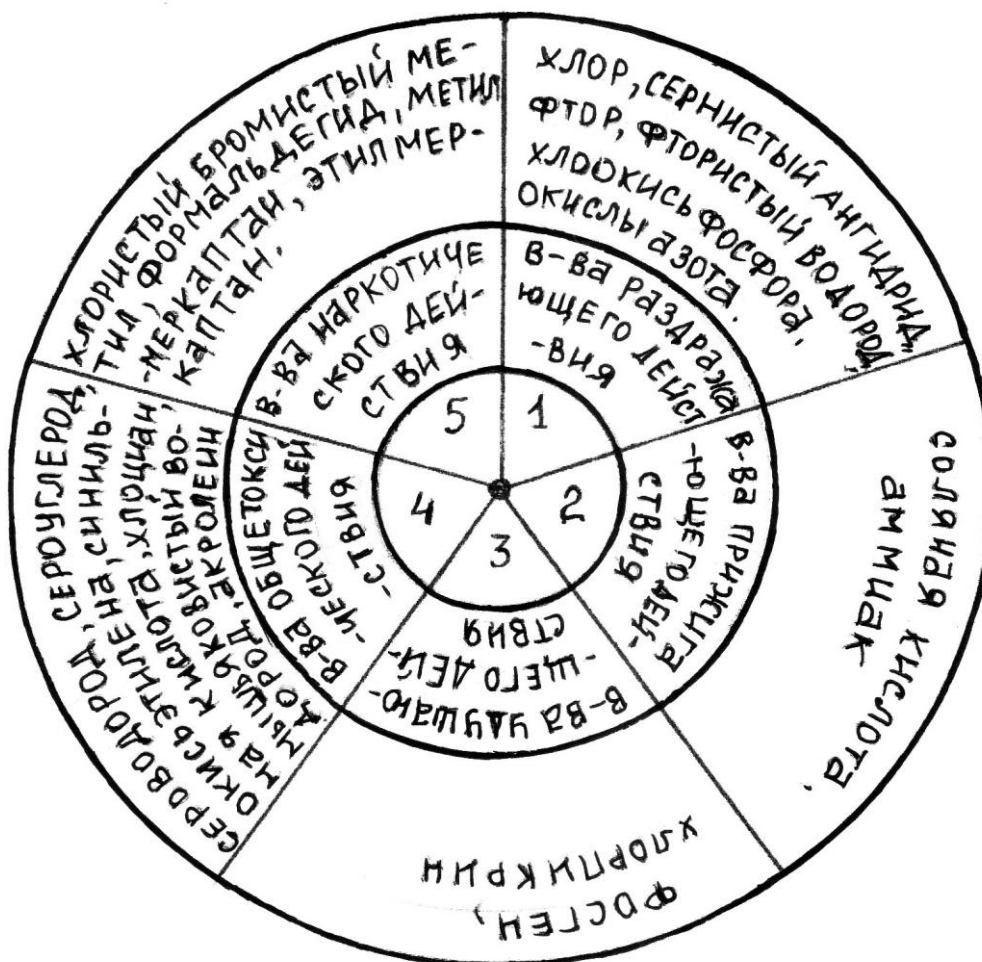 1
В-ВА РАЗДРАЖА
ЮЩЕГО ДЕЙСТ
-ВИЯ
ХЛОР, СЕРНИСТЫЙ АНГИДРИД,
ФТОР, ФТОРИСТЫЙ ВОДОРОД,
ХЛООКИСЬ ФОСФОРА.
ОКИСЛЫ АЗОТА.
2
В-ВА ПРИЖИГА
-ЮЩЕГО ДЕЙ-
СТВИЯ
СОЛЯНАЯ КИСЛОТА.
АММИАК
3
В-ВА УДУШАЮ-
-ЩЕГО ДЕЙ-
СТВИЯ
ФОСГЕН,
ХЛОРПИКРИН
4
В-ВА ОБЩЕТОКСИ
-ЧЕСКОГО ДЕЙ
-СТВИЯ
СЕРОВОДОРОД, СЕРОУГЛЕРОД,
ОКИСЬ ЭТИЛЕНА, СИНИЛЬ-
НАЯ КИСЛОТА, ХЛОЦИАН,
МЫШЬЯКОВИСТЫЙ ВО-
ДОРОД, АКРОЛЕИН
5
В-ВА НАРКОТИЧЕ
СКОГО ДЕЙ-
СТВИЯ
ХЛОРИСТЫЙ БРОМИСТЫЙ МЕ-
ТИЛ, ФОРМАЛЬДЕГИД, МЕТИЛ
-МЕРКАПТАН, ЭТИЛМЕР-
КАПТАН.